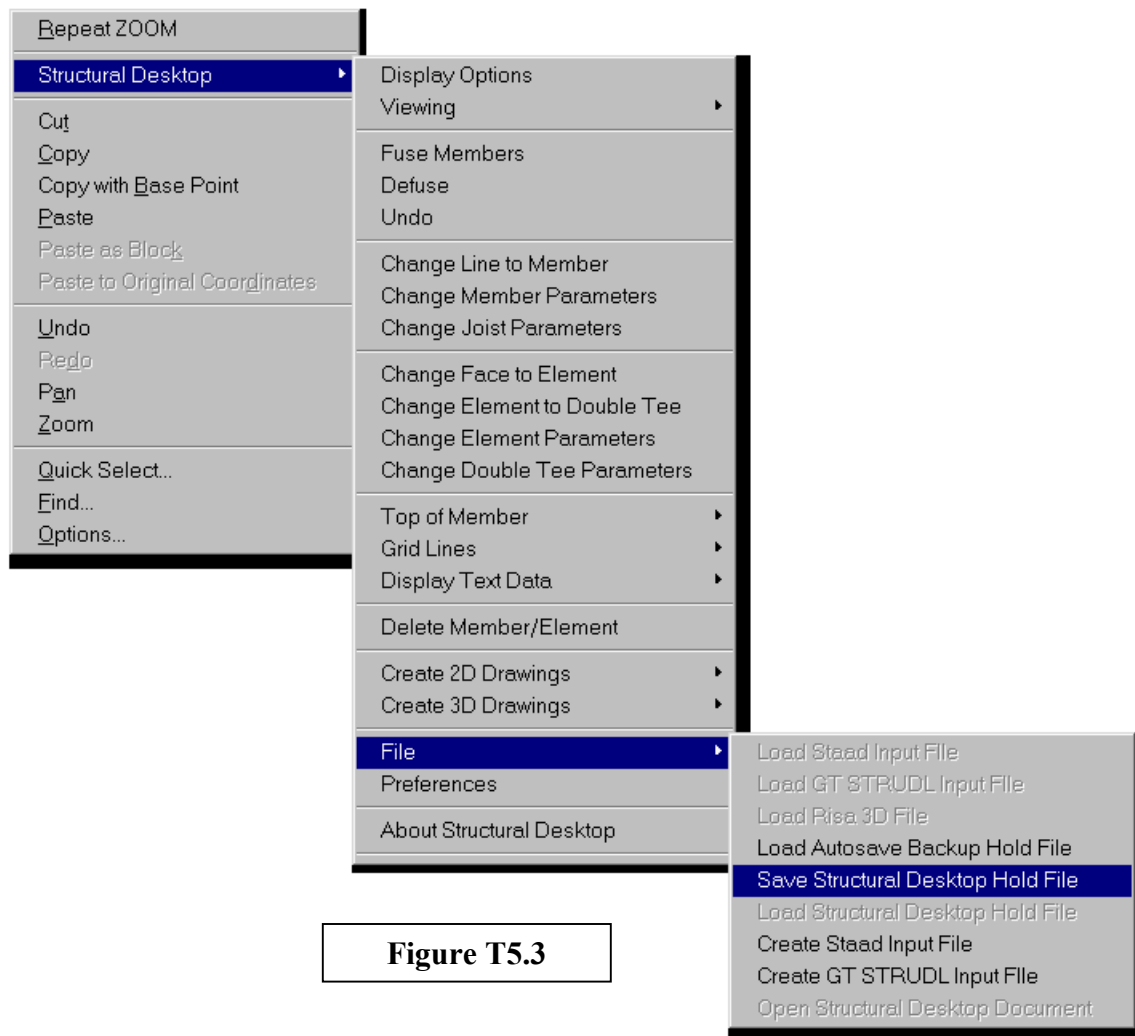 Repeat ZOOM
Structural Desktop
Cut
Copy
Copy with Base Point
Paste
Paste as Block
Paste to Original Coordinates
Undo
Redo
Pan
Zoom
Quick Select...
Find...
Options...
Display Options
Viewing
Fuse Members
Defuse
Undo
Change Line to Member
Change Member Parameters
Change Joist Parameters
Change Face to Element
Change Element to Double Tee
Change Element Parameters
Change Double Tee Parameters
Top of Member
Grid Lines
Display Text Data
Delete Member/Element
Create 2D Drawings
Create 3D Drawings
File
Preferences
About Structural Desktop
Load Staad Input FIle
Load GT STRUDL Input FIle
Load Risa 3D File
Load Autosave Backup Hold File
Save Structural Desktop Hold File
Load Structural Desktop Hold File
Create Staad Input File
Create GT STRUDL Input FIle
Open Structural Desktop Document
Figure T5.3